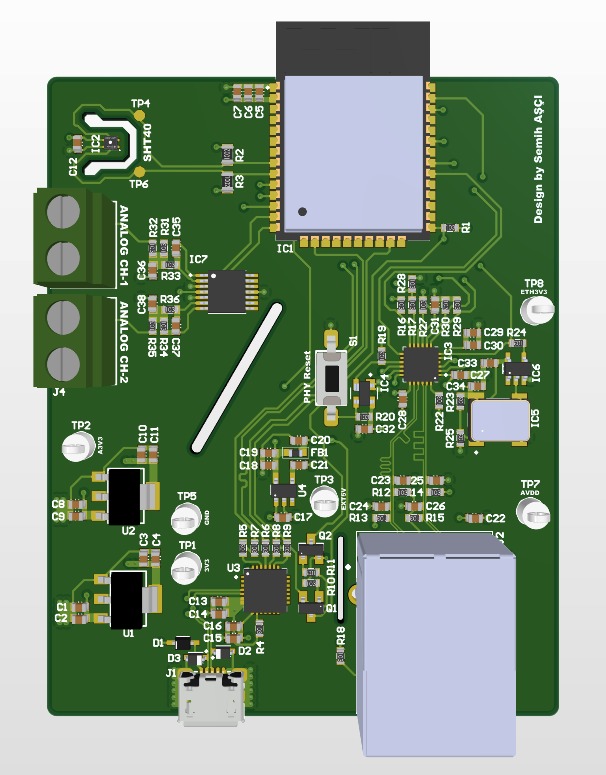 TP4
C7
C6
C5
Design by Semih AŞÇI
IC2
SHT40
C12
R2
R3
TP6
ANALOG CH-1
R32
R31
C35
R1
IC1
C36
R33
IC7
R28
TP8
ETH3V3
C38
R36
R16
R17
R27
C31
R30
R29
R35
R34
C37
ANALOG CH-2
R19
S1
IC3
C29
R24
C30
PHY Reset
C33
C27
IC6
J4
IC4
C34
C28
R22
R23
IC5
R20
C32
TP2
A3V3
C10
C11
R25
C20
C19
FB1
C18
C21
C8
C9
U2
TP5
GND
U4
TP3
EXT5V
C23
R12
R14
TP7
AVDD
C24
R13
C26
R15
C22
C17
C3
C4
TP1
3V3
R5
R6
R8
R9
Q2
U3
R10
R11
C1
C2
U1
C13
C14
Q1
C16
C15
R4
R18
D1
D3
D2
J1